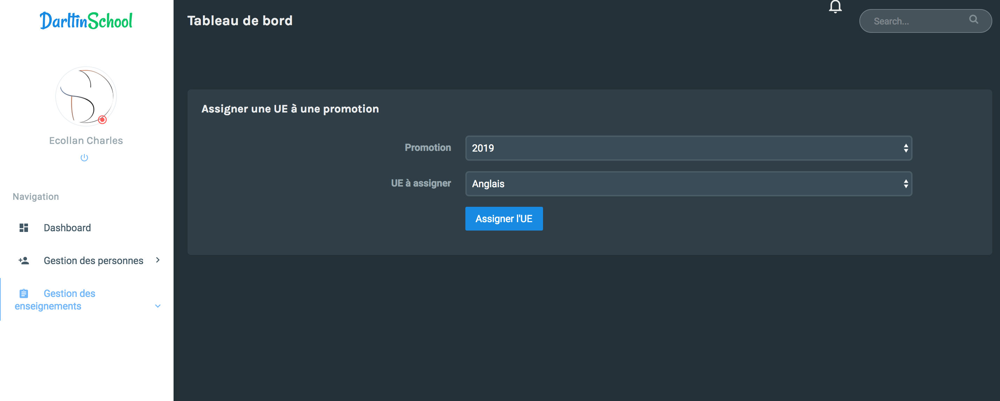 DarttinSchool
Tableau de bord
Search...
Ecollan Charles
Navigation
Dashboard
Gestion des personnes
Gestion des
enseignements
Assigner une UE à une promotion
Promotion
2019
UE à assigner
Anglais
Assigner l'UE